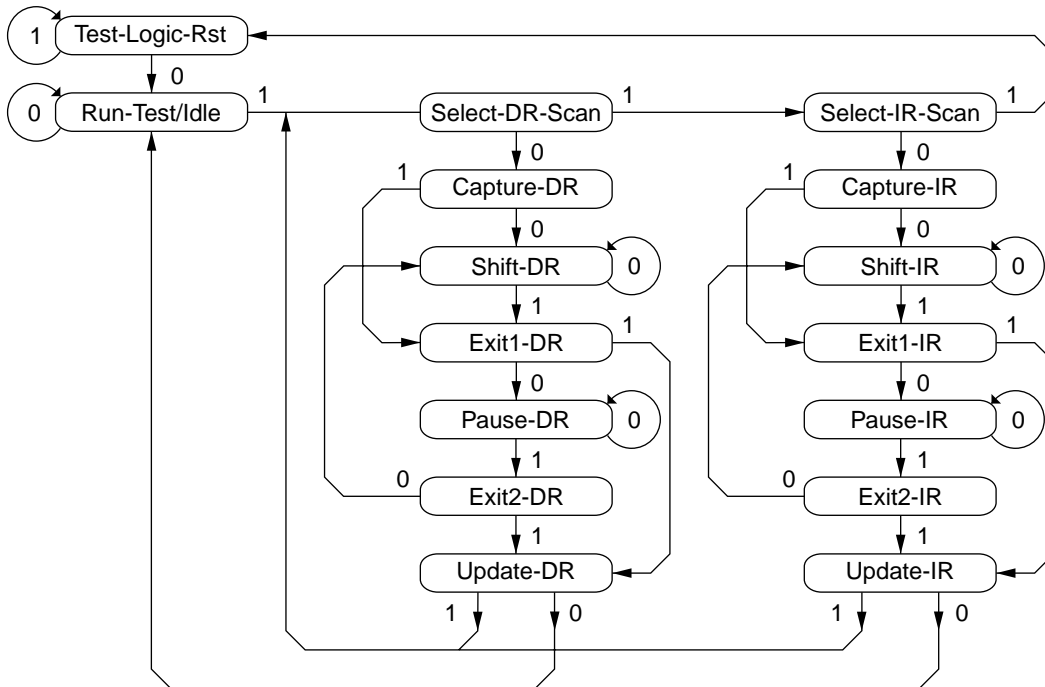 1 Test-Logic-Rst
0
0 Run-Test/Idle 1 Select-DR-Scan 1 Select-IR-Scan 1
0 0
1 Capture-DR 1 Capture-IR
0 0
Shift-DR 0 Shift-IR 0
1 1
Exit1-DR 1 Exit1-IR 1
0 0
Pause-DR 0 Pause-IR 0
1 1
0 Exit2-DR 0 Exit2-IR
1 1
Update-DR Update-IR
1 0 1 0